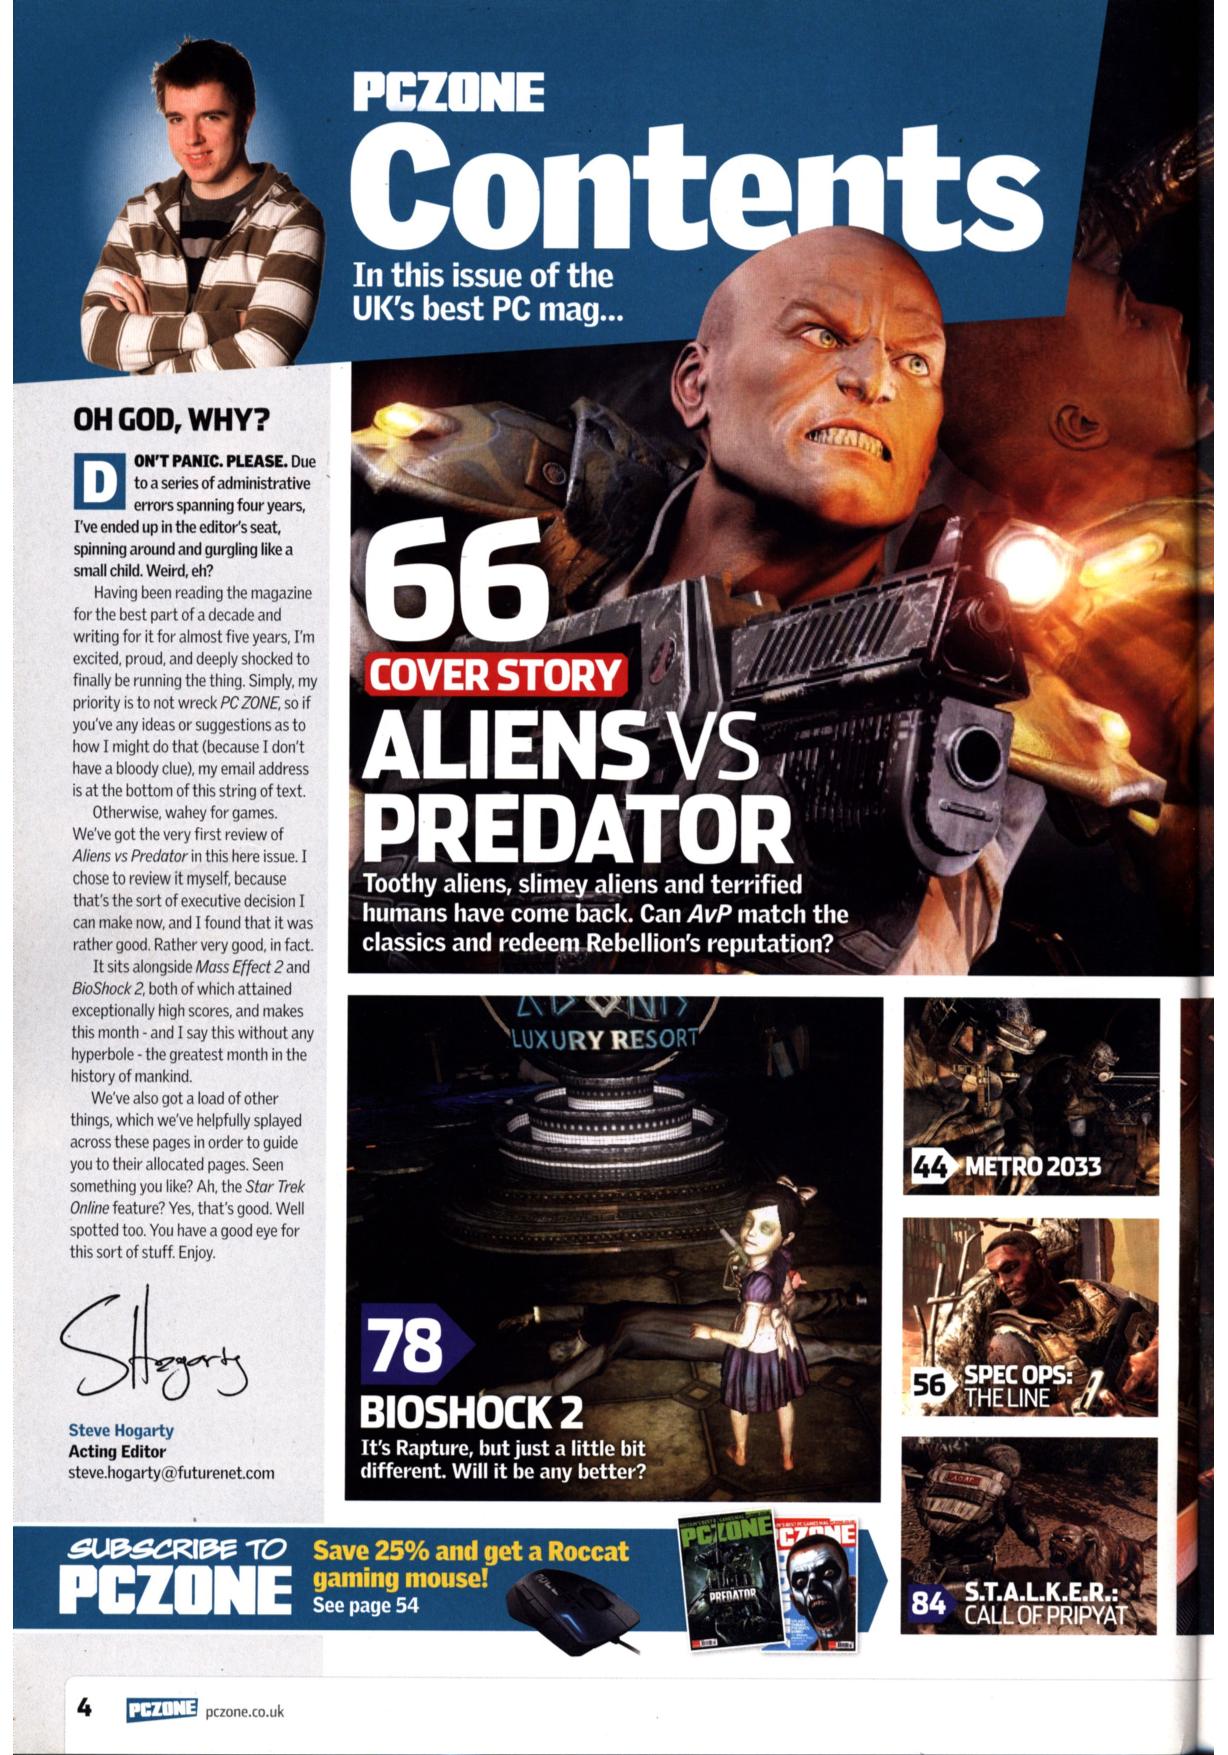 PCZONE
Contents
In this issue of the
UK's best PC mag...
OH GOD, WHY?
DON'T PANIC. PLEASE. Due
to a series of administrative
errors spanning four years,
I've ended up in the editor's seat,
spinning around and gurgling like a
small child. Weird, eh?
Having been reading the magazine
for the best part of a decade and
writing for it for almost five years, I'm
excited, proud, and deeply shocked to
finally be running the thing. Simply, my
priority is to not wreck PC ZONE, so if
you've any ideas or suggestions as to
how I might do that (because I don't
have a bloody clue), my email address
is at the bottom of this string of text.
Otherwise, wahey for games.
We've got the very first review of
Aliens vs Predator in this here issue. I
chose to review it myself, because
that's the sort of executive decision I
can make now, and I found that it was
rather good. Rather very good, in fact.
It sits alongside Mass Effect 2 and
BioShock 2, both of which attained
exceptionally high scores, and makes
this month - and I say this without any
hyperbole - the greatest month in the
history of mankind.
We've also got a load of other
things, which we've helpfully splayed
across these pages in order to guide
you to their allocated pages. Seen
something you like? Ah, the Star Trek
Online feature? Yes, that's good. Well
spotted too. You have a good eye for
this sort of stuff. Enjoy.
SHogarty
Steve Hogarty
Acting Editor
steve.hogarty@futurenet.com
66
COVER STORY
ALIENS VS
PREDATOR
Toothy aliens, slimey aliens and terrified
humans have come back. Can AvP match the
classics and redeem Rebellion's reputation?
ADONIS
LUXURY RESORT
78
BIOSHOCK 2
It's Rapture, but just a little bit
different. Will it be any better?
44 METRO 2033
56 SPEC OPS:
THE LINE
84 S.T.A.L.K.E.R.:
CALL OF PRIPYAT
SUBSCRIBE TO
PCZONE
Save 25% and get a Roccat
gaming mouse!
See page 54
PCZONE
PREDATOR
PCZONE
4
PCZONE pczone.co.uk